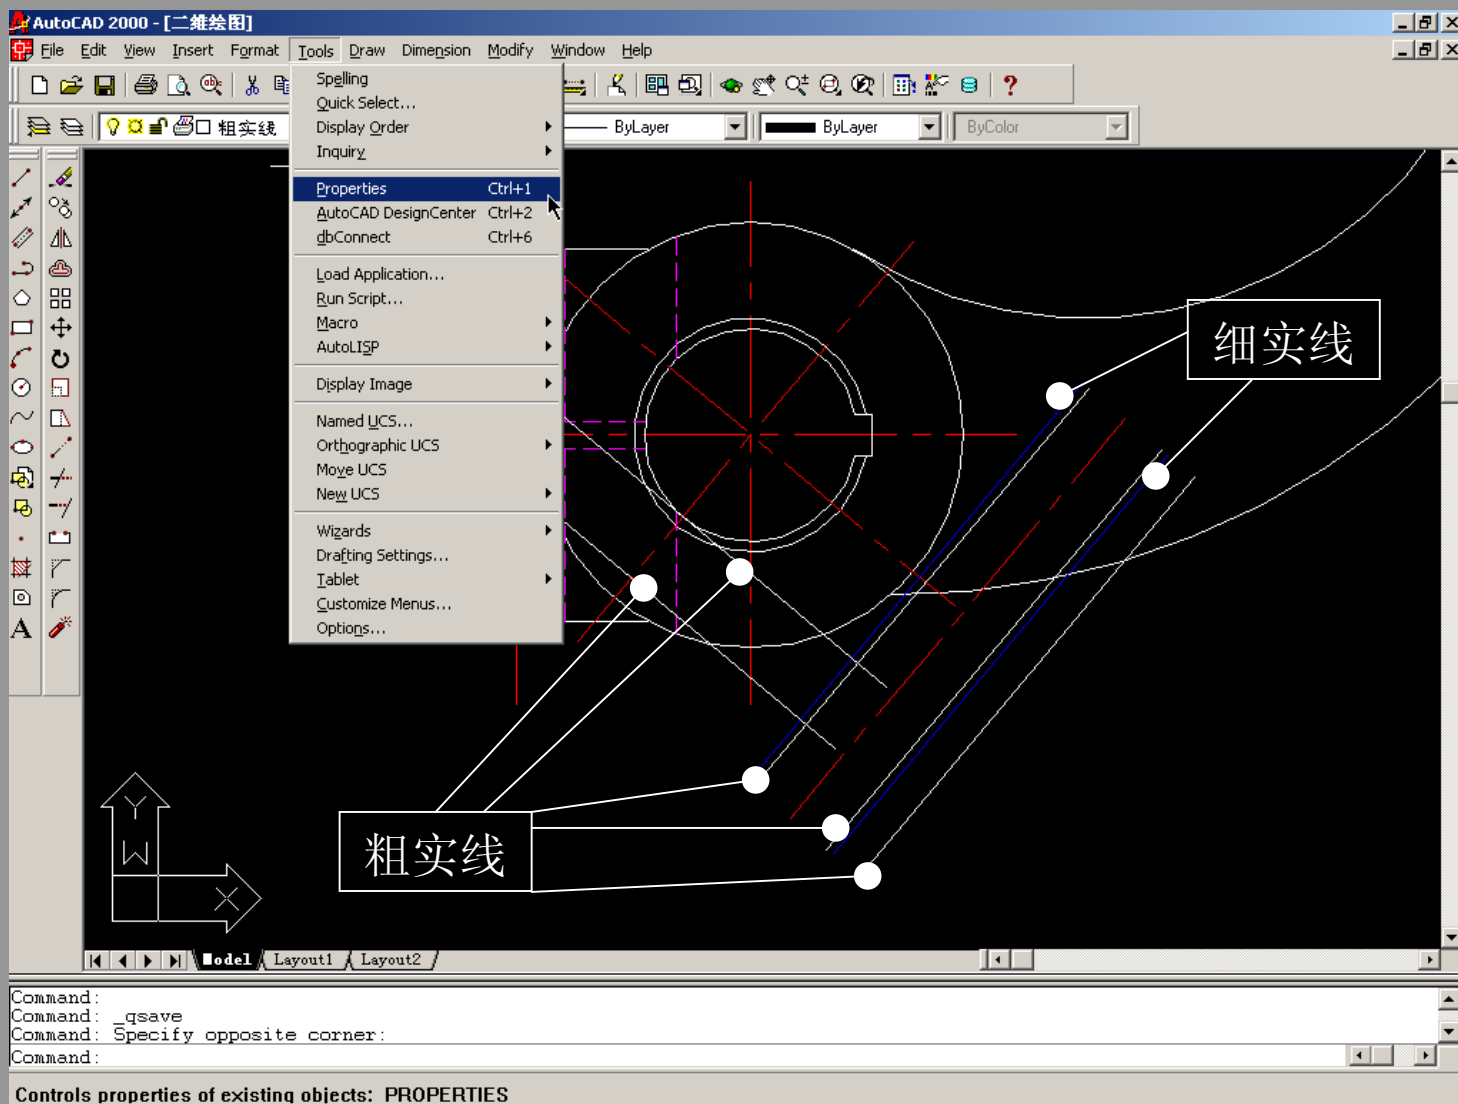 AutoCAD 2000 - [二维绘图]
File Edit View Insert Format Tools Draw Dimension Modify Window Help
粗实线 ByLayer ByLayer ByColor
Spelling
Quick Select...
Display Order
Inquiry
Properties Ctrl+1
AutoCAD DesignCenter Ctrl+2
dbConnect Ctrl+6
Load Application...
Run Script...
Macro
AutoLISP
Display Image
Named UCS...
Orthographic UCS
Move UCS
New UCS
Wizards
Drafting Settings...
Tablet
Customize Menus...
Options...
细实线
粗实线
Y
W
X
A
Model Layout1 Layout2
Command:
Command: _qsave
Command: Specify opposite corner:
Command:
Controls properties of existing objects: PROPERTIES